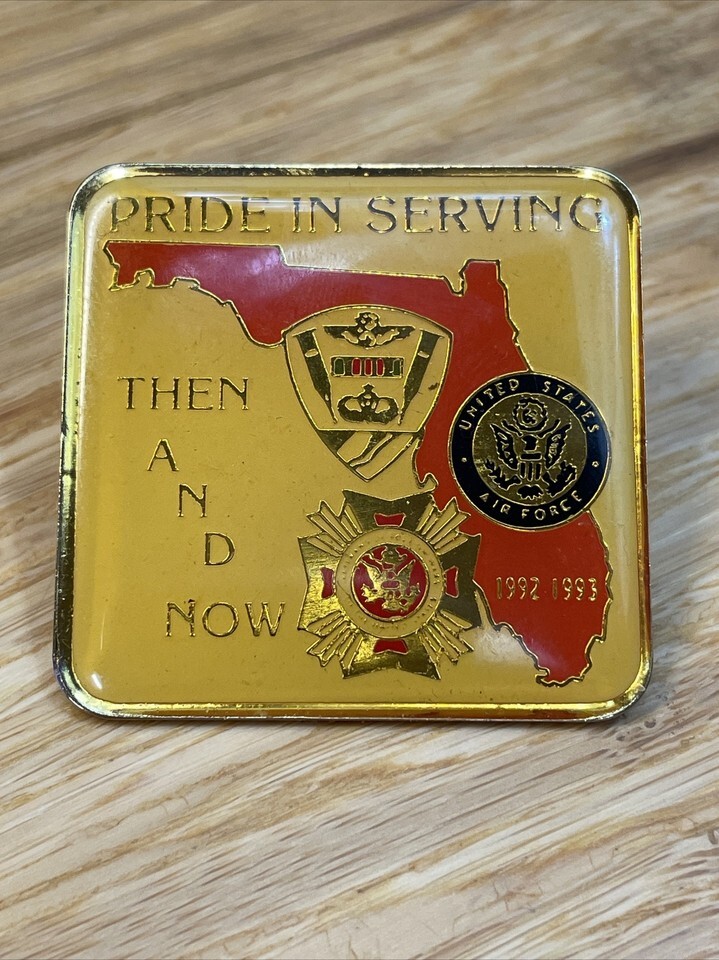 PRIDE IN SERVING
THEN
A
N
D
NOW
UNITED STATES
AIR FORCE
1992 1993